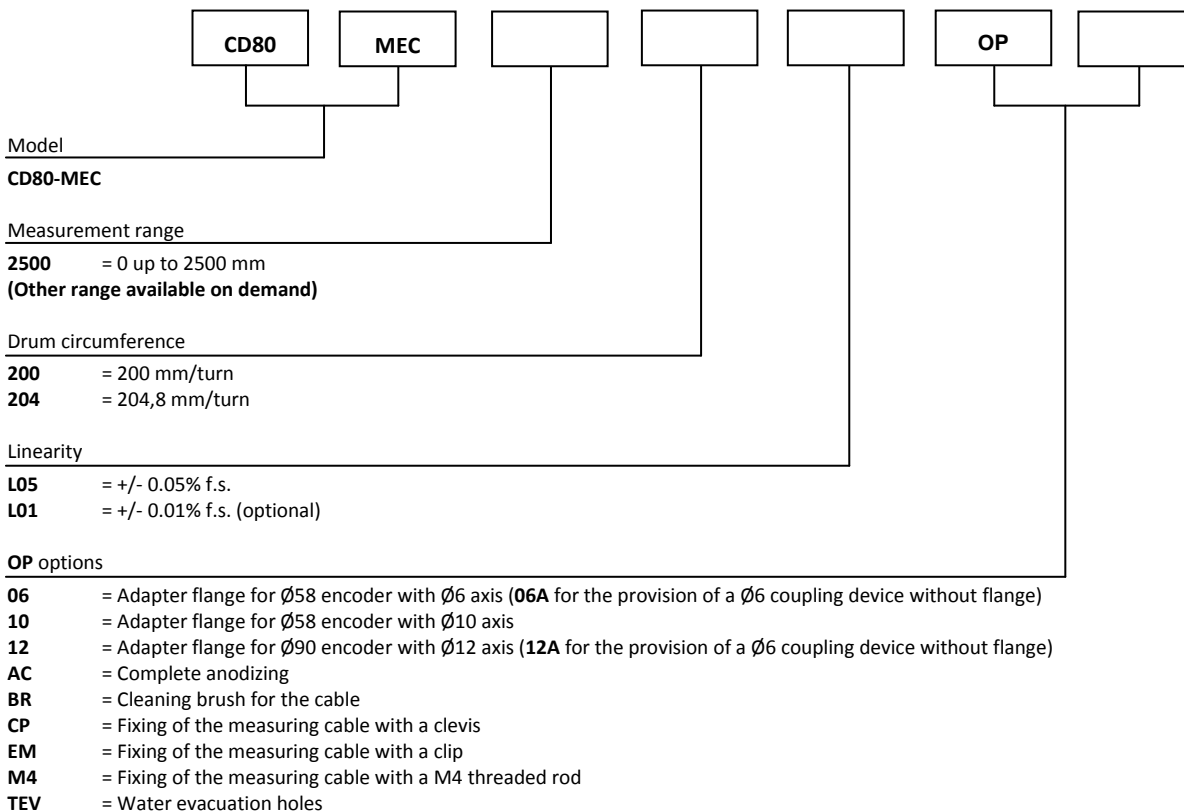 CD80 MEC OP
Model
CD80-MEC
Measurement range
2500 = 0 up to 2500 mm
(Other range available on demand)
Drum circumference
200 = 200 mm/turn
204 = 204,8 mm/turn
Linearity
L05 = +/- 0.05% f.s.
L01 = +/- 0.01% f.s. (optional)
OP options
06 = Adapter flange for Ø58 encoder with Ø6 axis (06A for the provision of a Ø6 coupling device without flange)
10 = Adapter flange for Ø58 encoder with Ø10 axis
12 = Adapter flange for Ø90 encoder with Ø12 axis (12A for the provision of a Ø6 coupling device without flange)
AC = Complete anodizing
BR = Cleaning brush for the cable
CP = Fixing of the measuring cable with a clevis
EM = Fixing of the measuring cable with a clip
M4 = Fixing of the measuring cable with a M4 threaded rod
TEV = Water evacuation holes